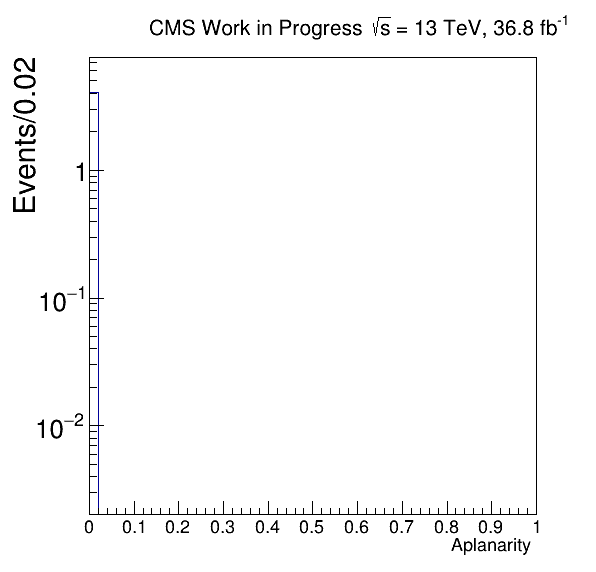 CMS Work in Progress √s = 13 TeV, 36.8 fb⁻¹
Events/0.02
1
10⁻¹
10⁻²
0 0.1 0.2 0.3 0.4 0.5 0.6 0.7 0.8 0.9 1
Aplanarity